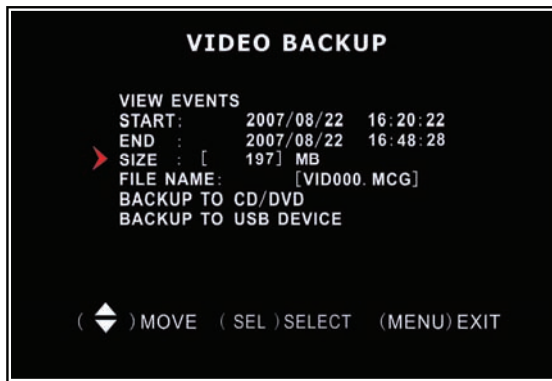 VIDEO BACKUP
VIEW EVENTS
START: 2007/08/22 16:20:22
END : 2007/08/22 16:48:28
SIZE : [ 197] MB
FILE NAME: [VID000.MCG]
BACKUP TO CD/DVD
BACKUP TO USB DEVICE
( ) MOVE ( SEL ) SELECT (MENU) EXIT